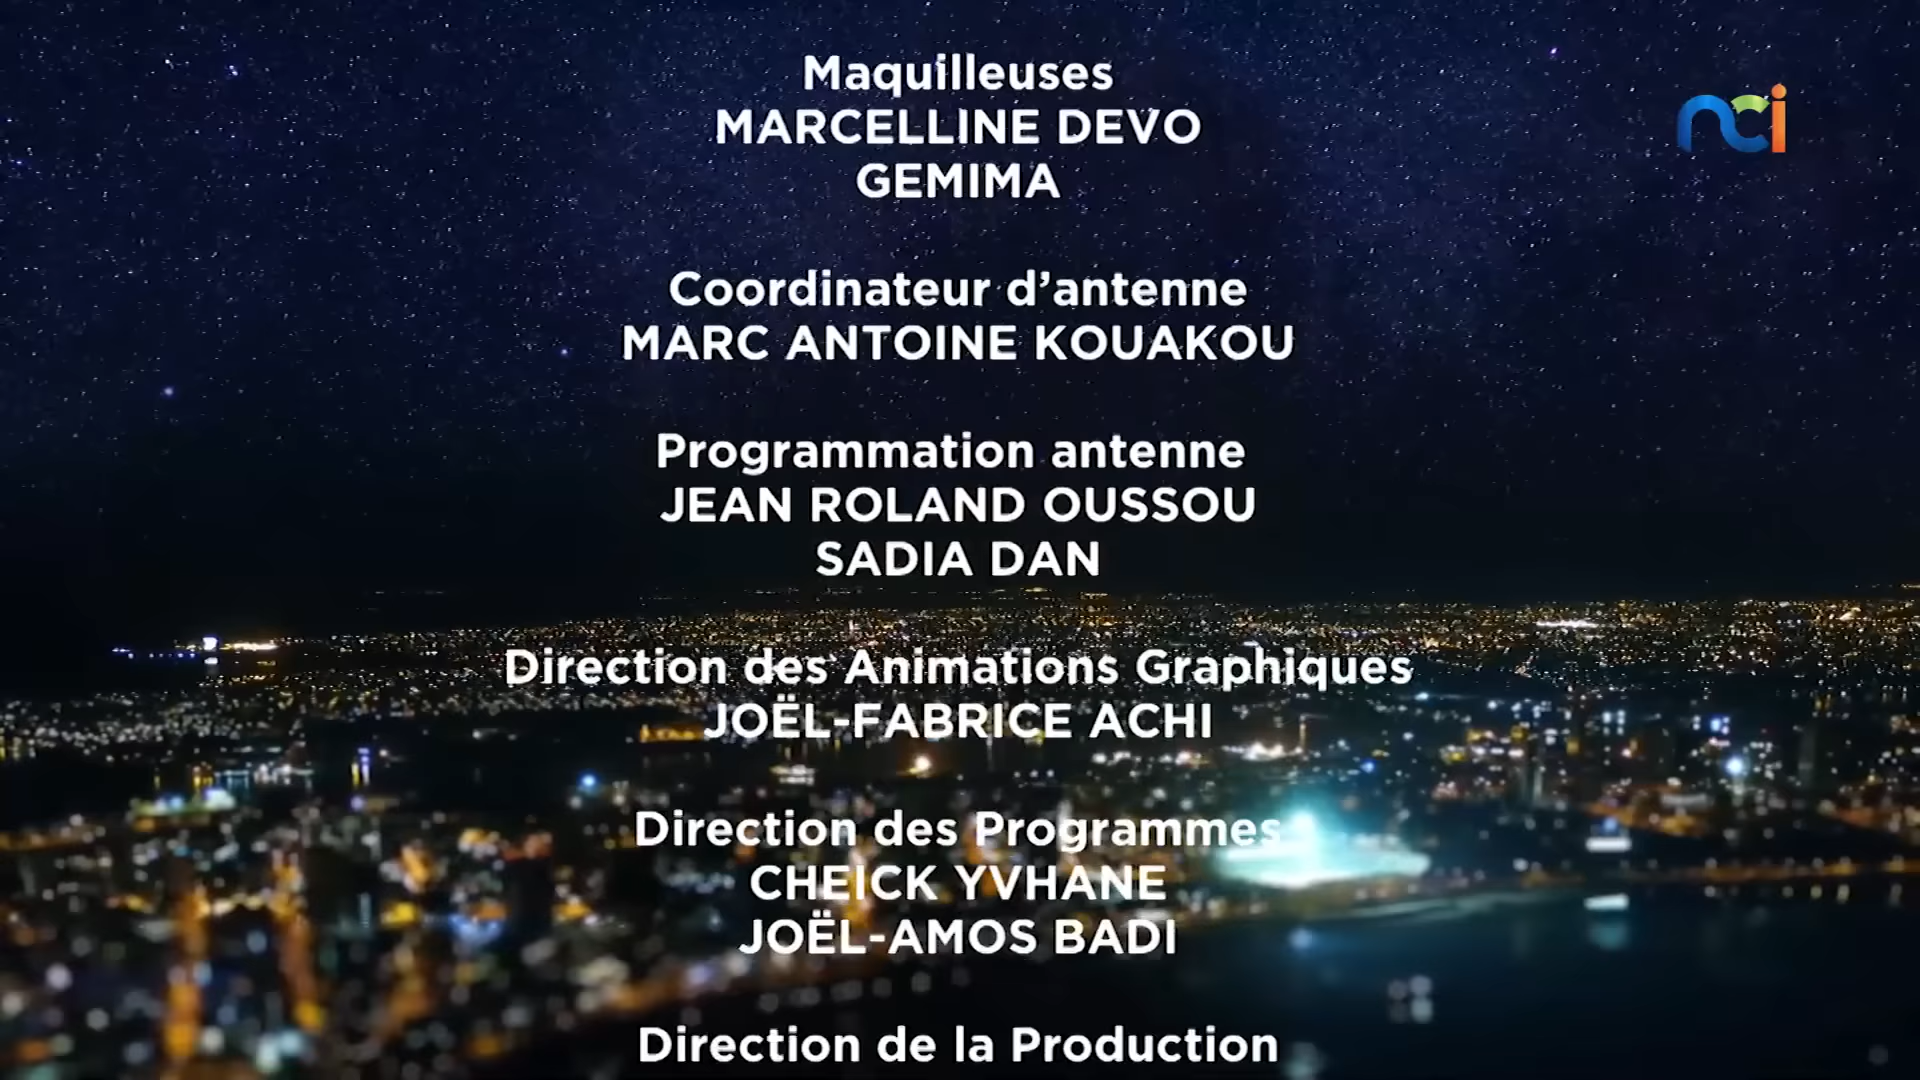 Maquilleuses
MARCELLINE DEVO
GEMIMA
nci
Coordinateur d’antenne
MARC ANTOINE KOUAKOU
Programmation antenne
JEAN ROLAND OUSSOU
SADIA DAN
Direction des Animations Graphiques
JOËL-FABRICE ACHI
Direction des Programmes
CHEICK YVHANE
JOËL-AMOS BADI
Direction de la Production